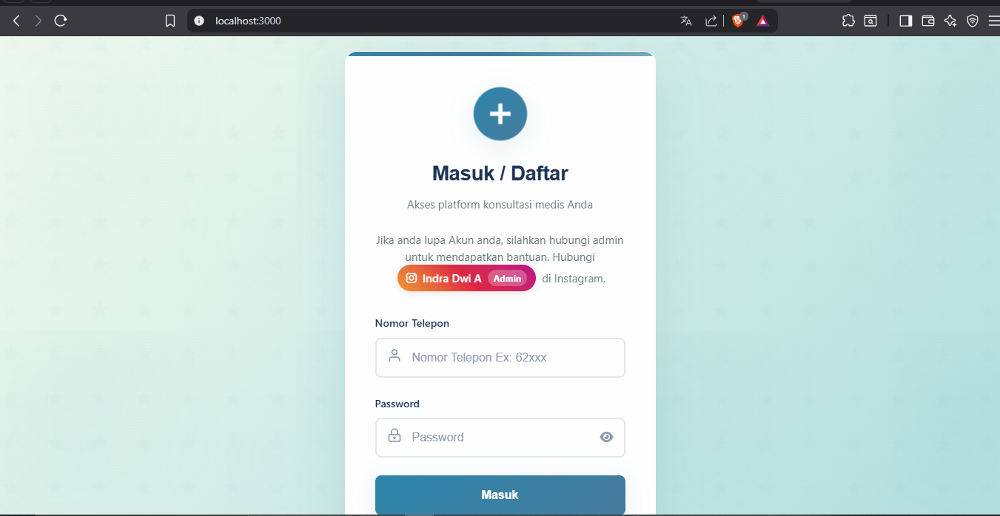 localhost:3000
1
Masuk / Daftar
Akses platform konsultasi medis Anda
Jika anda lupa Akun anda, silahkan hubungi admin
untuk mendapatkan bantuan. Hubungi
Indra Dwi A Admin di Instagram.
Nomor Telepon
Nomor Telepon Ex: 62xxx
Password
Password
Masuk